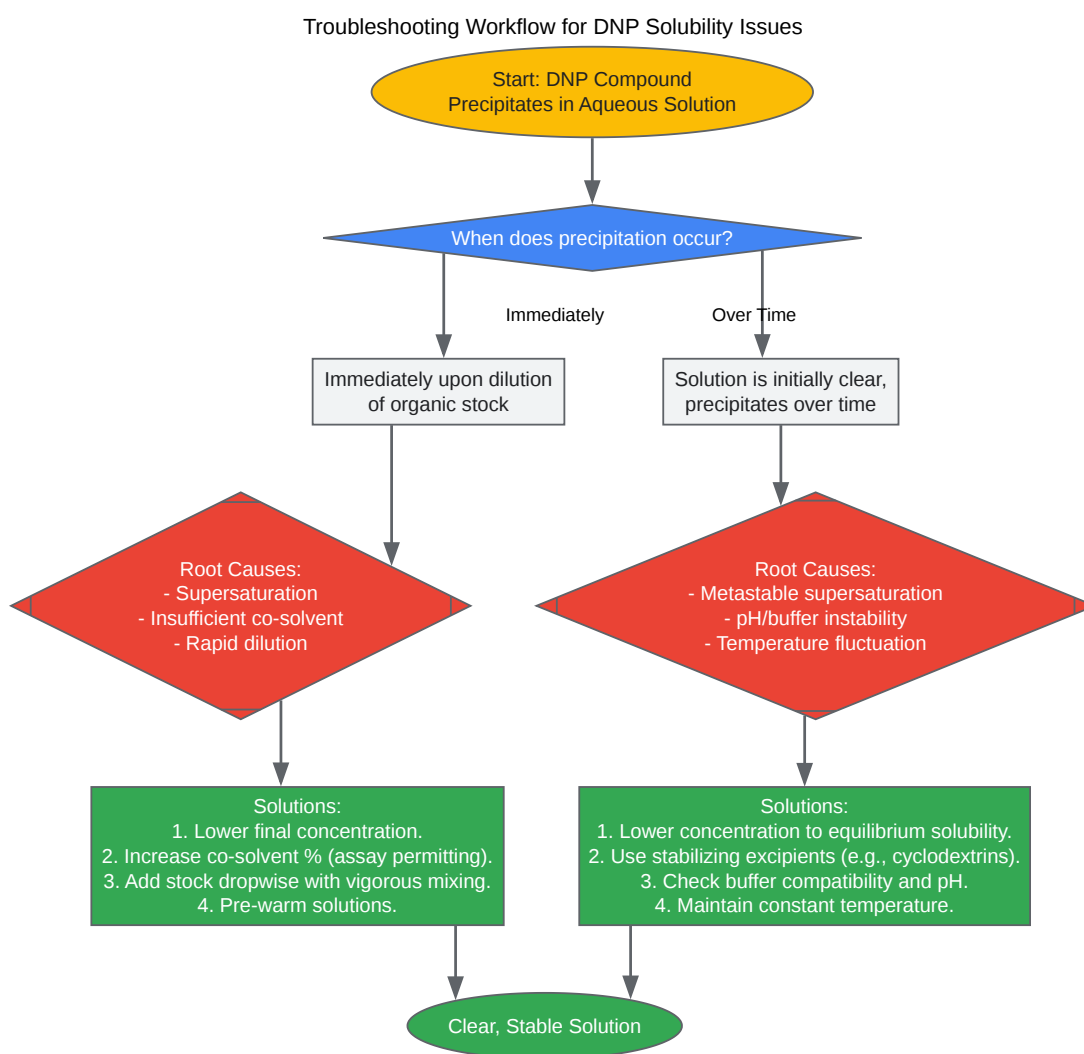 Troubleshooting Workflow for DNP Solubility Issues
Start: DNP Compound
Precipitates in Aqueous Solution
When does precipitation occur?
Immediately
Over Time
Immediately upon dilution
of organic stock
Solution is initially clear,
precipitates over time
Root Causes:
- Supersaturation
- Insufficient co-solvent
- Rapid dilution
Root Causes:
- Metastable supersaturation
- pH/buffer instability
- Temperature fluctuation
Solutions:
1. Lower final concentration.
2. Increase co-solvent % (assay permitting).
3. Add stock dropwise with vigorous mixing.
4. Pre-warm solutions.
Solutions:
1. Lower concentration to equilibrium solubility.
2. Use stabilizing excipients (e.g., cyclodextrins).
3. Check buffer compatibility and pH.
4. Maintain constant temperature.
Clear, Stable Solution